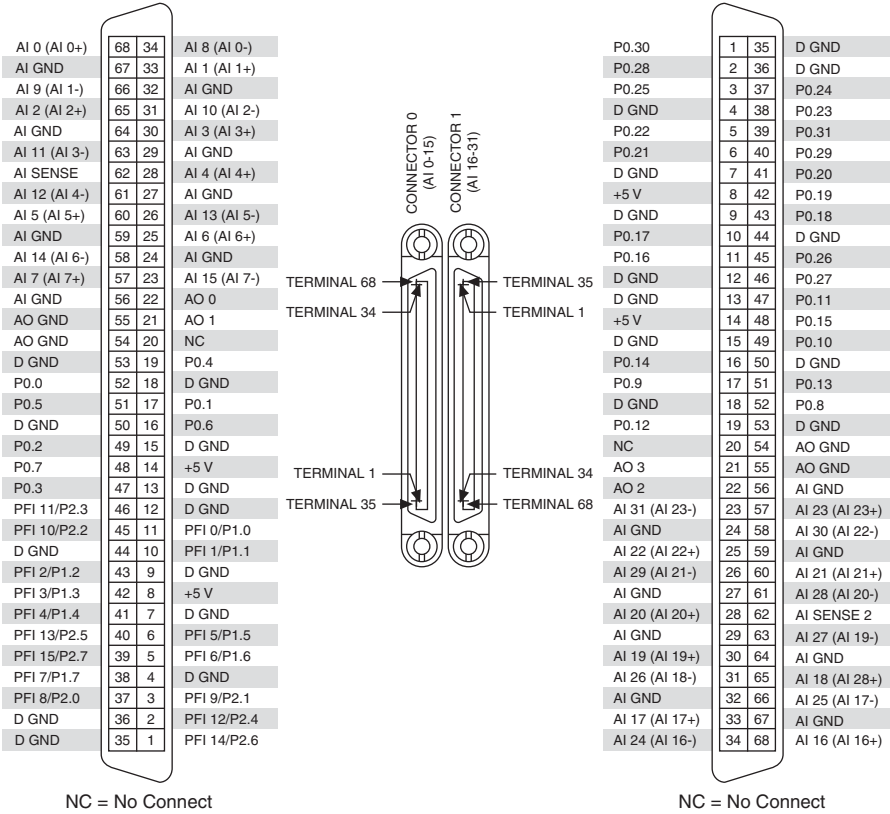 AI 0 (AI 0+) 68 34 AI 8 (AI 0-)
AI GND 67 33 AI 1 (AI 1+)
AI 9 (AI 1-) 66 32 AI GND
AI 2 (AI 2+) 65 31 AI 10 (AI 2-)
AI GND 64 30 AI 3 (AI 3+)
AI 11 (AI 3-) 63 29 AI GND
AI SENSE 62 28 AI 4 (AI 4+)
AI 12 (AI 4-) 61 27 AI GND
AI 5 (AI 5+) 60 26 AI 13 (AI 5-)
AI GND 59 25 AI 6 (AI 6+)
AI 14 (AI 6-) 58 24 AI GND
AI 7 (AI 7+) 57 23 AI 15 (AI 7-)
AI GND 56 22 AO 0
AO GND 55 21 AO 1
AO GND 54 20 NC
D GND 53 19 P0.4
P0.0 52 18 D GND
P0.5 51 17 P0.1
D GND 50 16 P0.6
P0.2 49 15 D GND
P0.7 48 14 +5 V
P0.3 47 13 D GND
PFI 11/P2.3 46 12 D GND
PFI 10/P2.2 45 11 PFI 0/P1.0
D GND 44 10 PFI 1/P1.1
PFI 2/P1.2 43 9 D GND
PFI 3/P1.3 42 8 +5 V
PFI 4/P1.4 41 7 D GND
PFI 13/P2.5 40 6 PFI 5/P1.5
PFI 15/P2.7 39 5 PFI 6/P1.6
PFI 7/P1.7 38 4 D GND
PFI 8/P2.0 37 3 PFI 9/P2.1
D GND 36 2 PFI 12/P2.4
D GND 35 1 PFI 14/P2.6
NC = No Connect
CONNECTOR 0
(AI 0-15)
CONNECTOR 1
(AI 16-31)
TERMINAL 68
TERMINAL 35
TERMINAL 34
TERMINAL 1
TERMINAL 1
TERMINAL 34
TERMINAL 35
TERMINAL 68
P0.30 1 35 D GND
P0.28 2 36 D GND
P0.25 3 37 P0.24
D GND 4 38 P0.23
P0.22 5 39 P0.31
P0.21 6 40 P0.29
D GND 7 41 P0.20
+5 V 8 42 P0.19
D GND 9 43 P0.18
P0.17 10 44 D GND
P0.16 11 45 P0.26
D GND 12 46 P0.27
D GND 13 47 P0.11
+5 V 14 48 P0.15
D GND 15 49 P0.10
P0.14 16 50 D GND
P0.9 17 51 P0.13
D GND 18 52 P0.8
P0.12 19 53 D GND
NC 20 54 AO GND
AO 3 21 55 AO GND
AO 2 22 56 AI GND
AI 31 (AI 23-) 23 57 AI 23 (AI 23+)
AI GND 24 58 AI 30 (AI 22-)
AI 22 (AI 22+) 25 59 AI GND
AI 29 (AI 21-) 26 60 AI 21 (AI 21+)
AI GND 27 61 AI 28 (AI 20-)
AI 20 (AI 20+) 28 62 AI SENSE 2
AI GND 29 63 AI 27 (AI 19-)
AI 19 (AI 19+) 30 64 AI GND
AI 26 (AI 18-) 31 65 AI 18 (AI 28+)
AI GND 32 66 AI 25 (AI 17-)
AI 17 (AI 17+) 33 67 AI GND
AI 24 (AI 16-) 34 68 AI 16 (AI 16+)
NC = No Connect